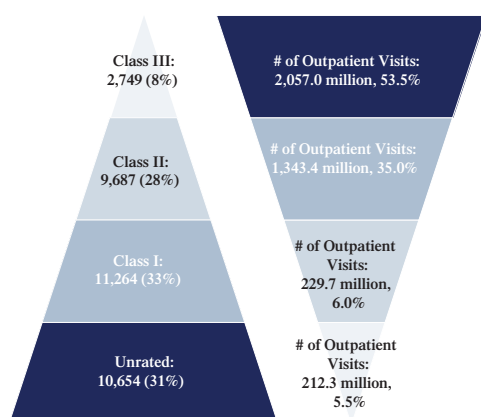 Class III:
2,749 (8%)
# of Outpatient Visits:
2,057.0 million, 53.5%
Class II:
9,687 (28%)
# of Outpatient Visits:
1,343.4 million, 35.0%
Class I:
11,264 (33%)
# of Outpatient
Visits:
229.7 million,
6.0%
Unrated:
10,654 (31%)
# of Outpatient
Visits:
212.3 million,
5.5%